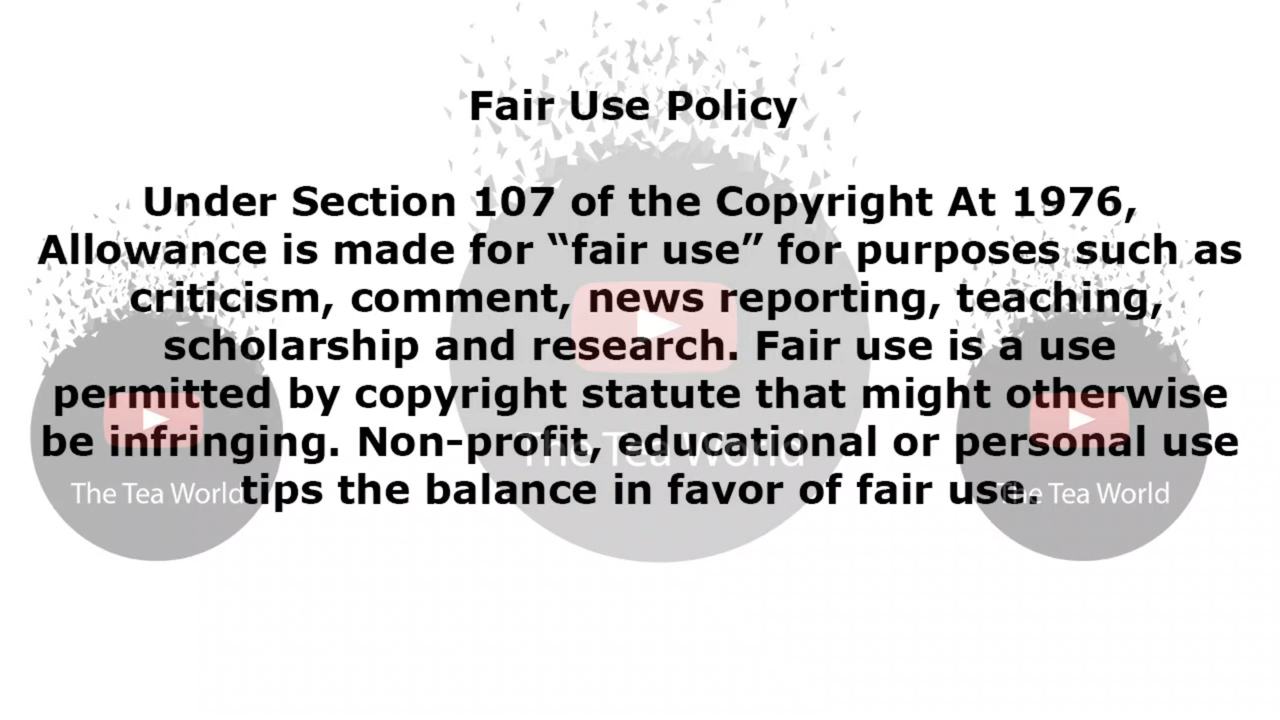 Fair Use Policy
Under Section 107 of the Copyright At 1976,
Allowance is made for “fair use” for purposes such as
criticism, comment, news reporting, teaching,
scholarship and research. Fair use is a use
permitted by copyright statute that might otherwise
be infringing. Non-profit, educational or personal use
tips the balance in favor of fair use.
The Tea World
The Tea World
The Tea World